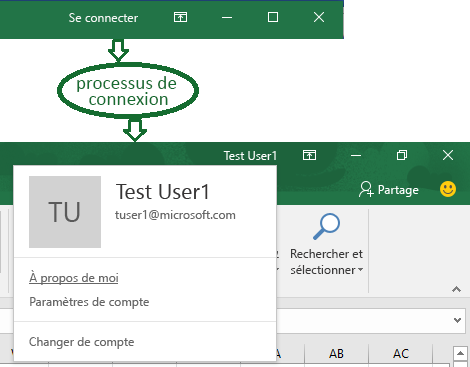 Se connecter
processus de
connexion
Test User1
Partage
TU
Test User1
tuser1@microsoft.com
Rechercher et
sélectionner
À propos de moi
Paramètres de compte
Changer de compte
AB
AC